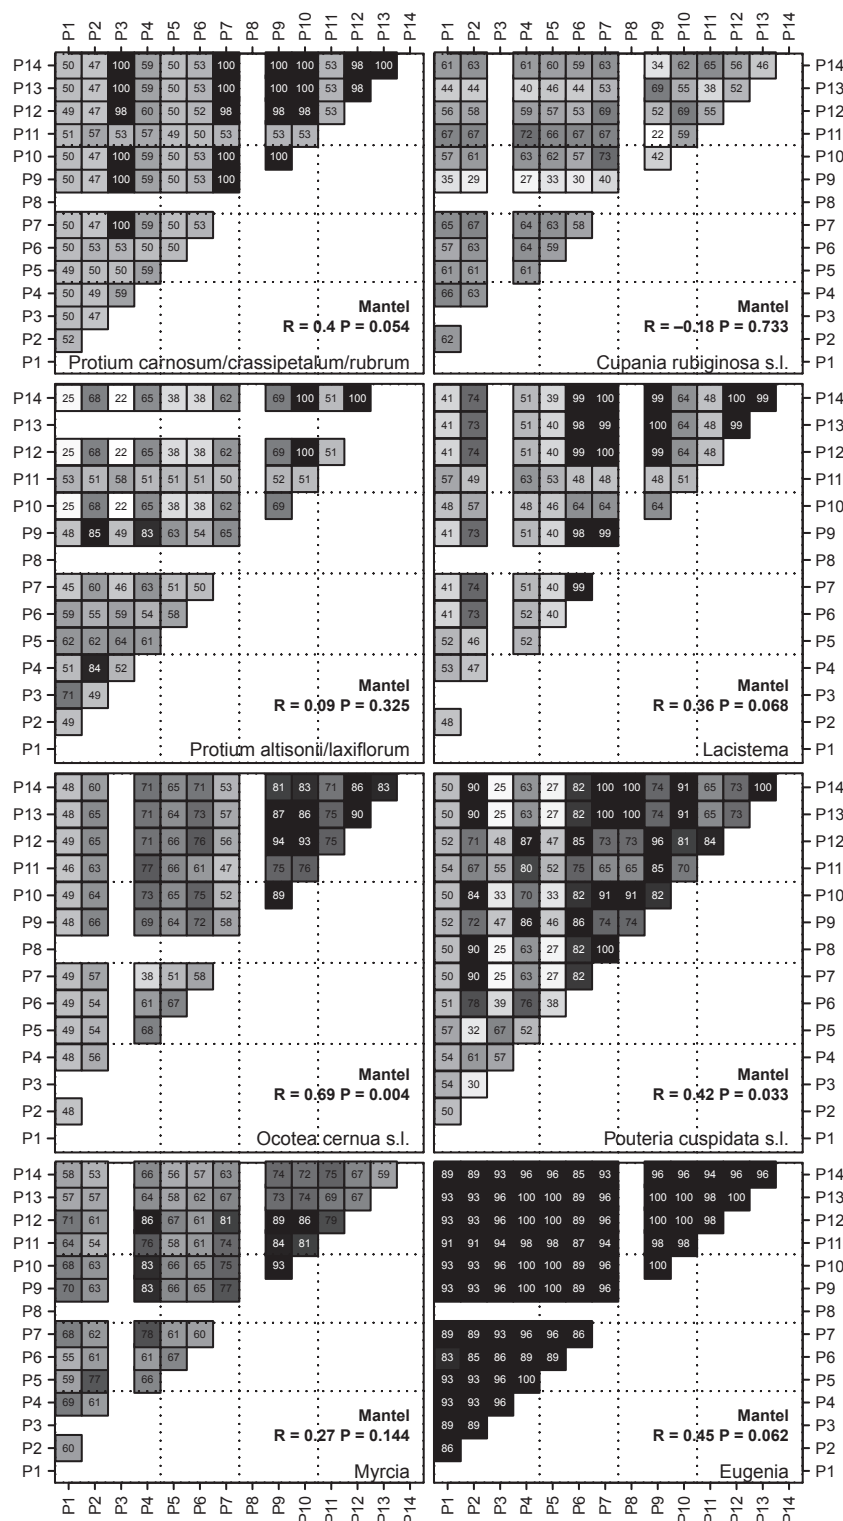 P1 P2 P3 P4 P5 P6 P7 P8 P9 P10 P11 P12 P13 P14 P1 P2 P3 P4 P5 P6 P7 P8 P9 P10 P11 P12 P13 P14
P14 50 47 100 59 50 53 100 100 100 53 98 100 61 63 61 60 59 63 34 62 65 56 46 P14
P13 50 47 100 59 50 53 100 100 100 53 98 44 44 40 46 44 53 69 55 38 52 P13
P12 49 47 98 60 50 52 98 98 98 53 56 58 59 57 53 69 52 69 55 P12
P11 51 57 53 57 49 50 53 53 53 67 67 72 66 67 67 22 59 P11
P10 50 47 100 59 50 53 100 100 57 61 63 62 57 73 42 P10
P9 50 47 100 59 50 53 100 35 29 27 33 30 40 P9
P8 P8
P7 50 47 100 59 50 53 65 67 64 63 58 P7
P6 50 53 53 50 50 57 63 64 59 P6
P5 49 50 50 59 61 61 61 P5
P4 50 49 59 66 63 P4
Mantel Mantel
P3 50 47 P3
R = 0.4 P = 0.054 R = –0.18 P = 0.733
P2 52 62 P2
P1 Protium carnosum/crassipetalum/rubrum Cupania rubiginosa s.l. P1
P14 25 68 22 65 38 38 62 69 100 51 100 41 74 51 39 99 100 99 64 48 100 99 P14
P13 41 73 51 40 98 99 100 64 48 99 P13
P12 25 68 22 65 38 38 62 69 100 51 41 74 51 40 99 100 99 64 48 P12
P11 53 51 58 51 51 51 50 52 51 57 49 63 53 48 48 48 51 P11
P10 25 68 22 65 38 38 62 69 48 57 48 46 64 64 64 P10
P9 48 85 49 83 63 54 65 41 73 51 40 98 99 P9
P8 P8
P7 45 60 46 63 51 50 41 74 51 40 99 P7
P6 59 55 59 54 58 41 73 52 40 P6
P5 62 62 64 61 52 46 52 P5
P4 51 84 52 53 47 P4
Mantel Mantel
P3 71 49 P3
R = 0.09 P = 0.325 R = 0.36 P = 0.068
P2 49 48 P2
P1 Protium altisonii/laxiflorum Lacistema P1
P14 48 60 71 65 71 53 81 83 71 86 83 50 90 25 63 27 82 100 100 74 91 65 73 100 P14
P13 48 65 71 64 73 57 87 86 75 90 50 90 25 63 27 82 100 100 74 91 65 73 P13
P12 49 65 71 66 76 56 94 93 75 52 71 48 87 47 85 73 73 96 81 84 P12
P11 46 63 77 66 61 47 75 76 54 67 55 80 52 75 65 65 85 70 P11
P10 49 64 73 65 75 52 89 50 84 33 70 33 82 91 91 82 P10
P9 48 66 69 64 72 58 52 72 47 86 46 86 74 74 P9
P8 50 90 25 63 27 82 100 P8
P7 49 57 38 51 58 50 90 25 63 27 82 P7
P6 49 54 61 67 51 78 39 76 38 P6
P5 49 54 68 57 32 67 52 P5
P4 48 56 54 61 57 P4
Mantel Mantel
P3 54 30 P3
R = 0.69 P = 0.004 R = 0.42 P = 0.033
P2 48 50 P2
P1 Ocotea cernua s.l. Pouteria cuspidata s.l. P1
P14 58 53 66 56 57 63 74 72 75 67 59 89 89 93 96 96 85 93 96 96 94 96 96 P14
P13 57 57 64 58 62 67 73 74 69 67 93 93 96 100 100 89 96 100 100 98 100 P13
P12 71 61 86 67 61 81 89 86 79 93 93 96 100 100 89 96 100 100 98 P12
P11 64 54 76 58 61 74 84 81 91 91 94 98 98 87 94 98 98 P11
P10 68 63 83 66 65 75 93 93 93 96 100 100 89 96 100 P10
P9 70 63 83 66 65 77 93 93 96 100 100 89 96 P9
P8 P8
P7 68 62 78 61 60 89 89 93 96 96 86 P7
P6 55 61 61 67 83 85 86 89 89 P6
P5 59 77 66 93 93 96 100 P5
P4 69 61 93 93 96 P4
Mantel Mantel
P3 89 89 P3
R = 0.27 P = 0.144 R = 0.45 P = 0.062
P2 60 86 P2
P1 Myrcia Eugenia P1
P1 P2 P3 P4 P5 P6 P7 P8 P9 P10 P11 P12 P13 P14 P1 P2 P3 P4 P5 P6 P7 P8 P9 P10 P11 P12 P13 P14